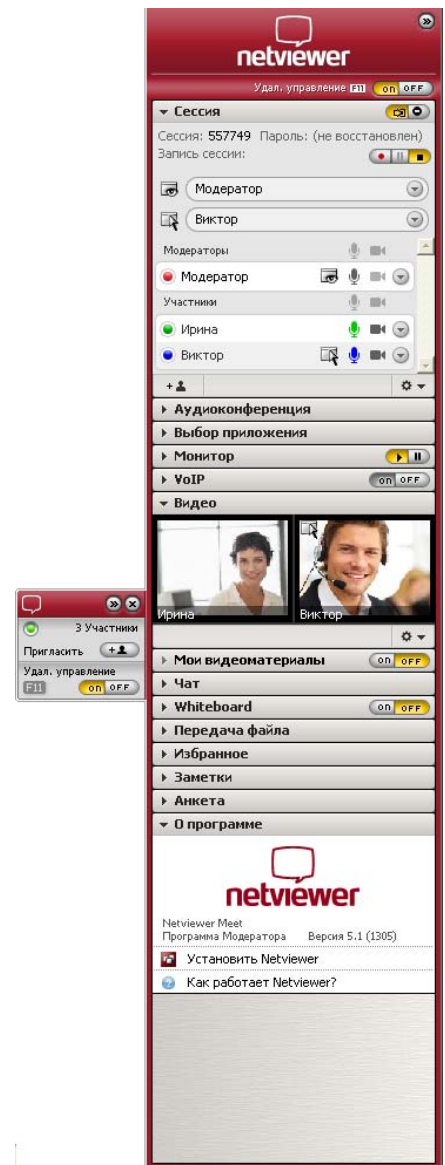 netviewer
Удал. управление F11 on OFF
Сессия
Сессия: 557749 Пароль: (не восстановлен)
Запись сессии:
Модератор
Виктор
Модераторы
Модератор
Участники
Ирина
Виктор
Аудиоконференция
Выбор приложения
Монитор
VoIP on OFF
Видео
Ирина Виктор
3 Участники
Пригласить
Удал. управление
F11 on OFF
Мои видеоматериалы on OFF
Чат
Whiteboard on OFF
Передача файла
Избранное
Заметки
Анкета
О программе
netviewer
Netviewer Meet
Программа Модератора Версия 5.1 (1305)
Установить Netviewer
Как работает Netviewer?